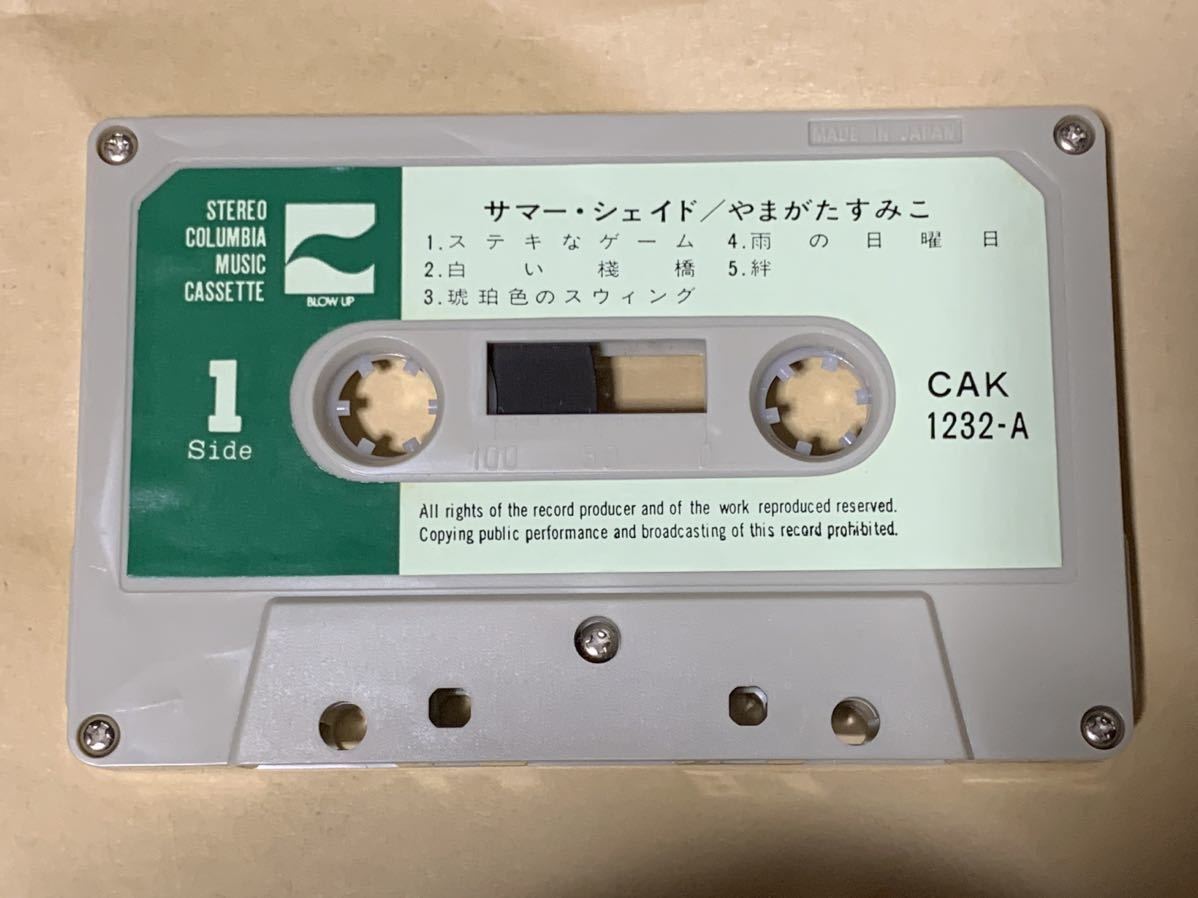 MADE IN JAPAN
STEREO
COLUMBIA
MUSIC
CASSETTE
BLOW UP
サマー・シェイド/やまがたすみこ
1.ステキなゲーム 4.雨の日曜日
2.白い棧橋 5.絆
3.琥珀色のスウィング
1
Side
CAK
1232-A
100 50 0
All rights of the record producer and of the work reproduced reserved.
Copying public performance and broadcasting of this record prohibited.